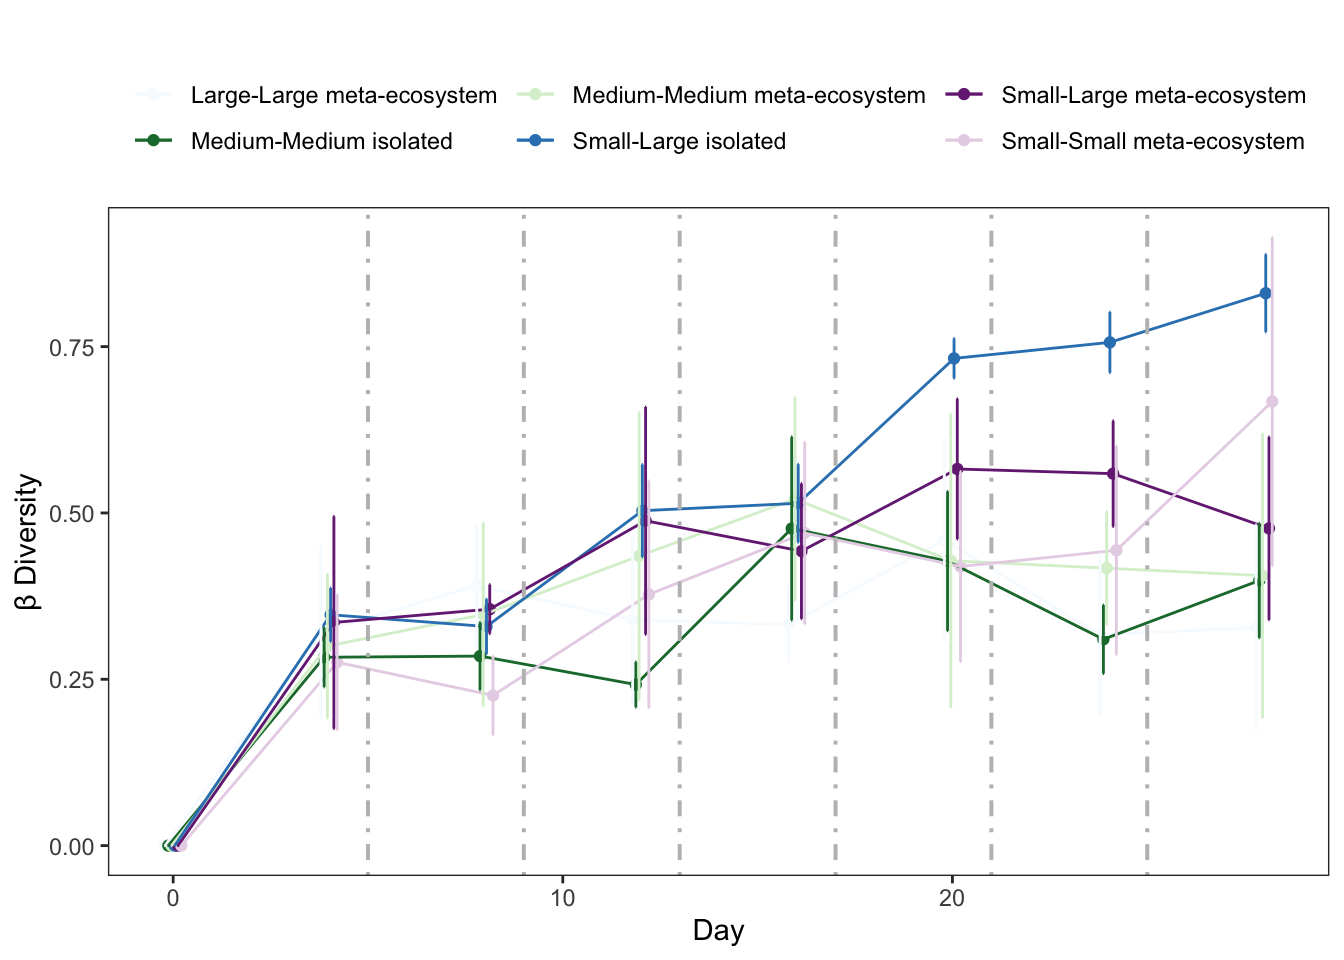 Large-Large meta-ecosystem Medium-Medium meta-ecosystem Small-Large meta-ecosystem
Medium-Medium isolated Small-Large isolated Small-Small meta-ecosystem
0.75
0.50
0.25
0.00
β Diversity
0 10 20
Day